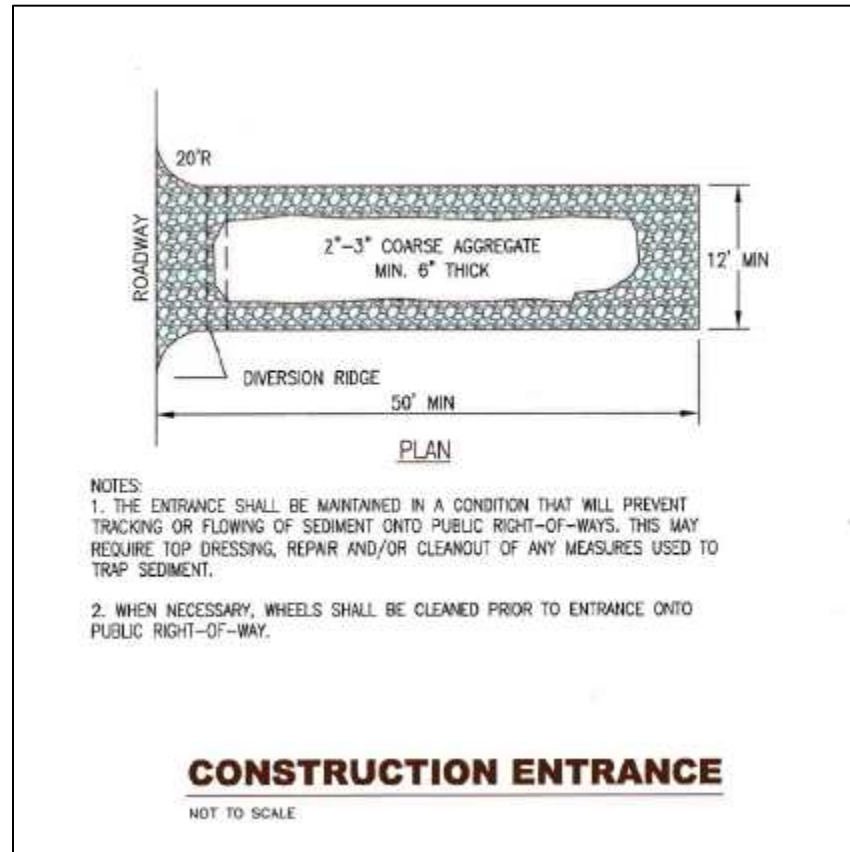 20'R
ROADWAY
2"-3" COARSE AGGREGATE
MIN. 6" THICK
12' MIN
DIVERSION RIDGE
50' MIN
PLAN
NOTES:
1. THE ENTRANCE SHALL BE MAINTAINED IN A CONDITION THAT WILL PREVENT
TRACKING OR FLOWING OF SEDIMENT ONTO PUBLIC RIGHT-OF-WAYS. THIS MAY
REQUIRE TOP DRESSING, REPAIR AND/OR CLEANOUT OF ANY MEASURES USED TO
TRAP SEDIMENT.
2. WHEN NECESSARY, WHEELS SHALL BE CLEANED PRIOR TO ENTRANCE ONTO
PUBLIC RIGHT-OF-WAY.
CONSTRUCTION ENTRANCE
NOT TO SCALE